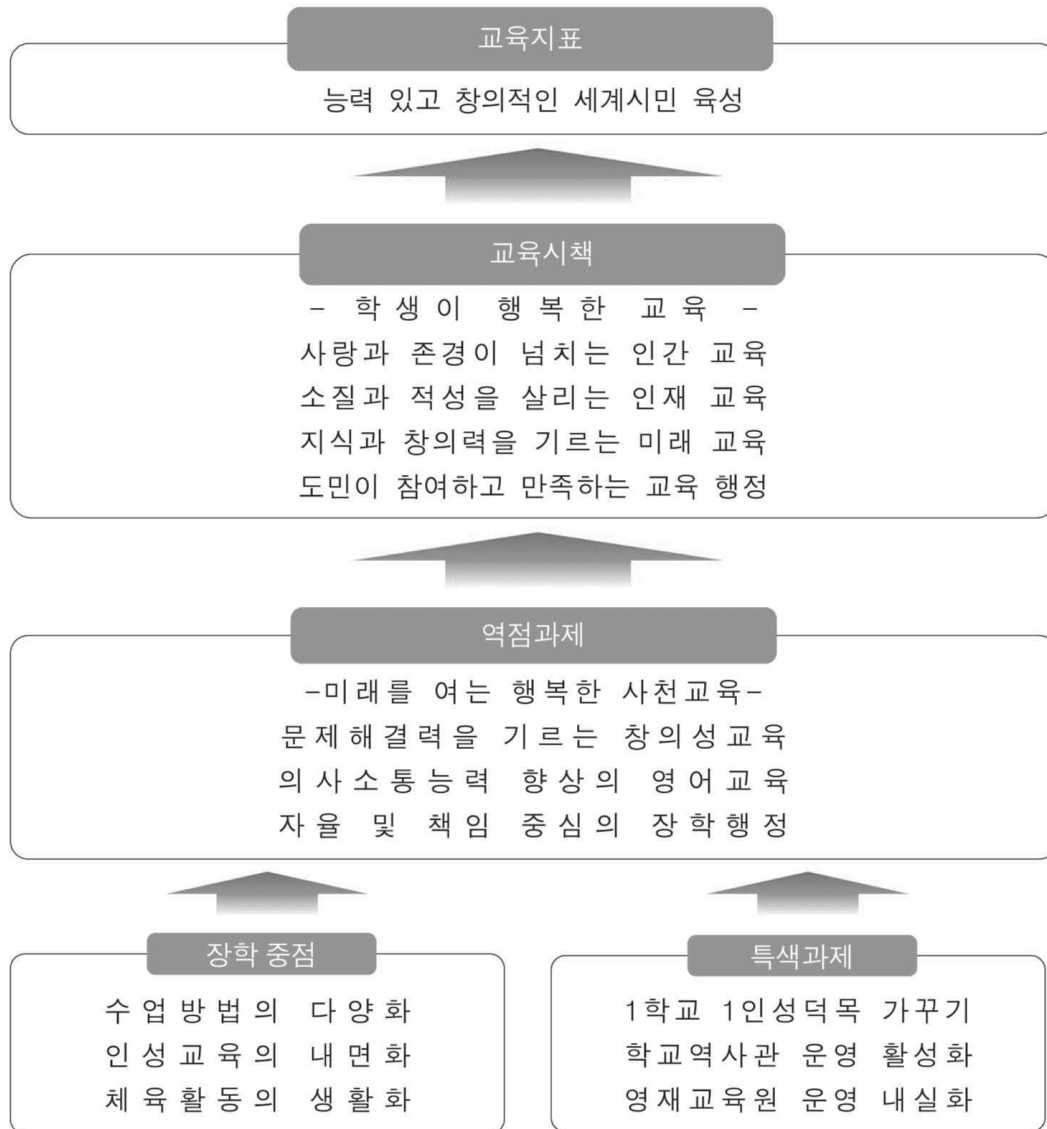 교육지표
능력 있고 창의적인 세계시민 육성
교육시책
- 학생이 행복한 교육 -
사랑과 존경이 넘치는 인간 교육
소질과 적성을 살리는 인재 교육
지식과 창의력을 기르는 미래 교육
도민이 참여하고 만족하는 교육 행정
역점과제
-미래를 여는 행복한 사천교육-
문제해결력을 기르는 창의성교육
의사소통능력 향상의 영어교육
자율 및 책임 중심의 장학행정
장학 중점
수업방법의 다양화
인성교육의 내면화
체육활동의 생활화
특색과제
1학교 1인성덕목 가꾸기
학교역사관 운영 활성화
영재교육원 운영 내실화